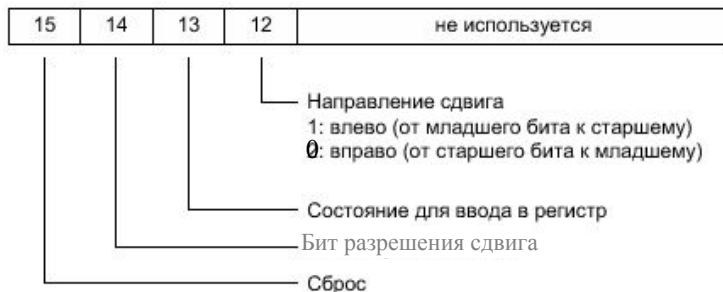 15 14 13 12 не используется
Направление сдвига
1: влево (от младшего бита к старшему)
0: вправо (от старшего бита к младшему)
Состояние для ввода в регистр
Бит разрешения сдвига
Сброс